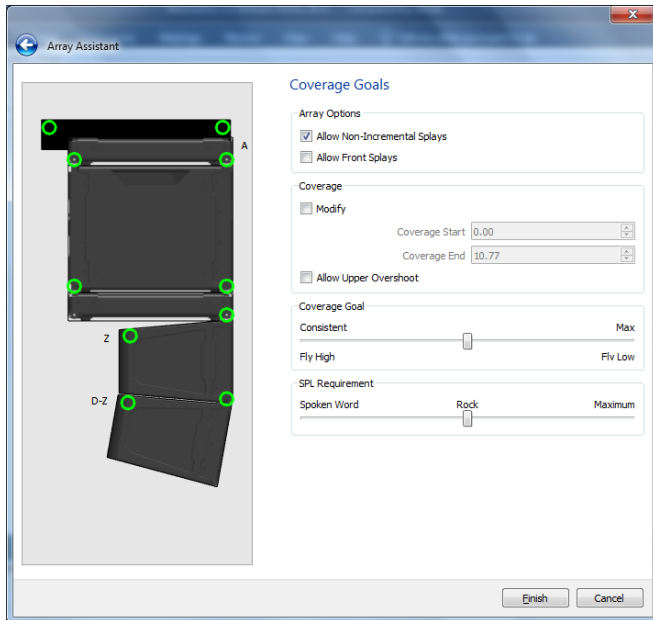 X
Array Assistant
Coverage Goals
Array Options
Allow Non-Incremental Splays
Allow Front Splays
Coverage
Modify
Coverage Start 0.00
Coverage End 10.77
Allow Upper Overshoot
Coverage Goal
Consistent Max
Fly High Fly Low
SPL Requirement
Spoken Word Rock Maximum
A
Z
D-Z
Finish Cancel